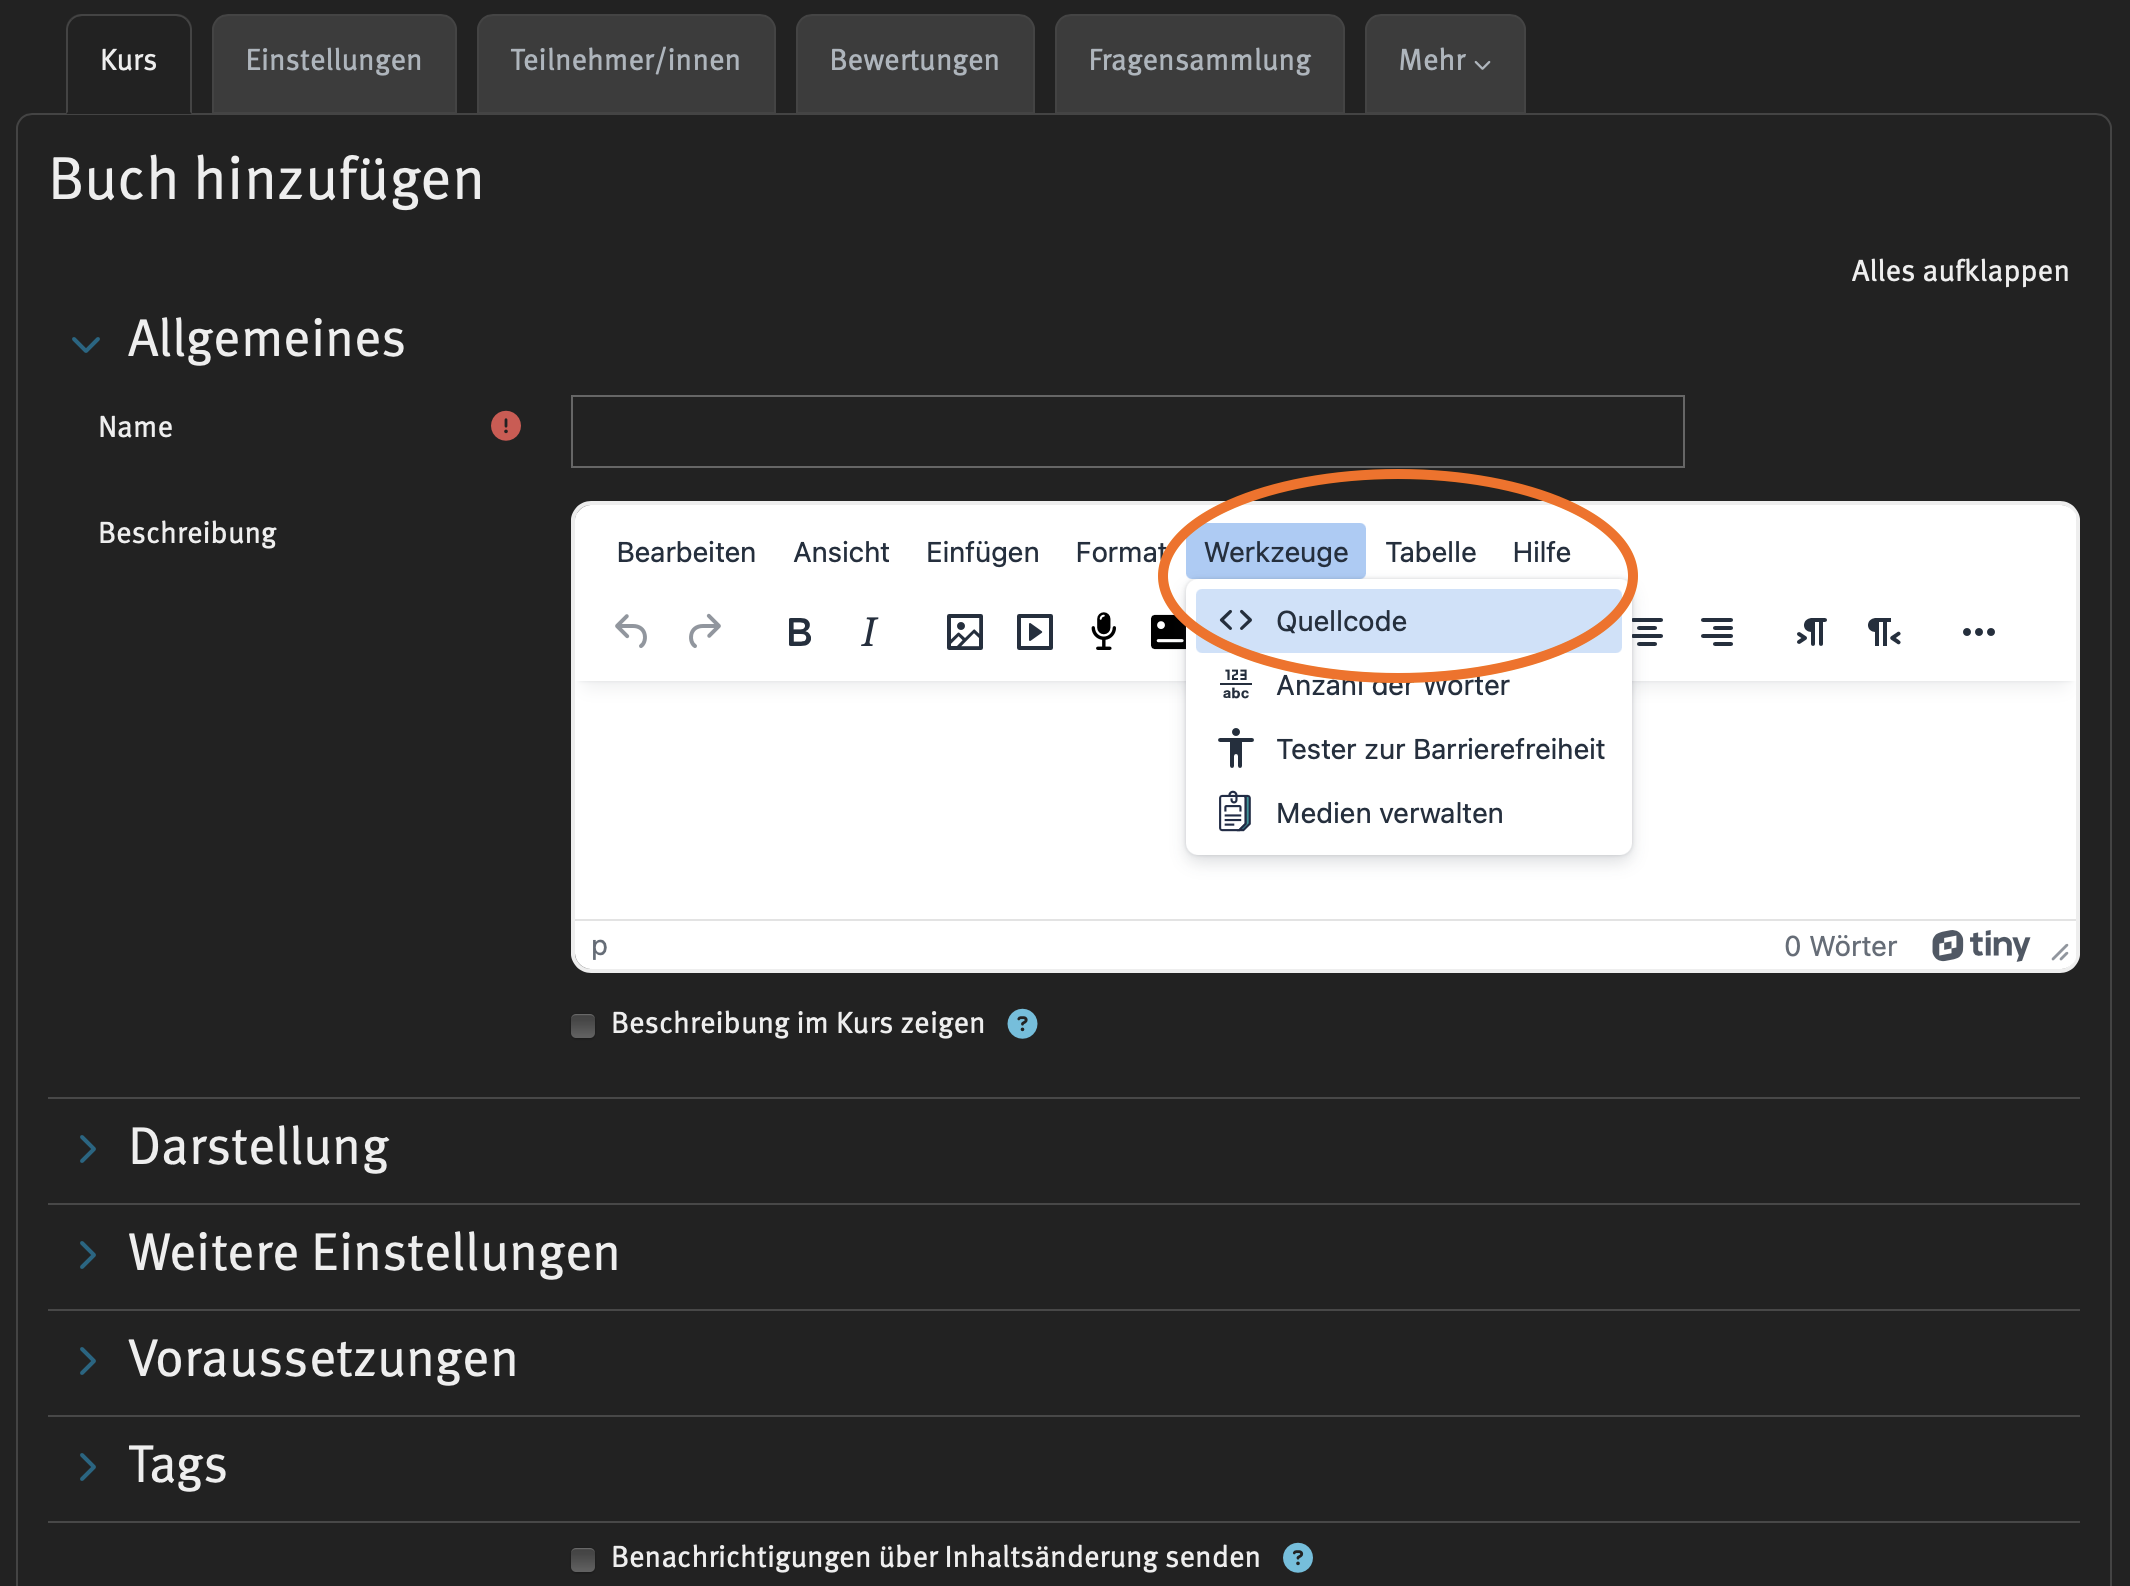 Kurs Einstellungen Teilnehmer/innen Bewertungen Fragensammlung Mehr
Buch hinzufügen
Alles aufklappen
Allgemeines
Name
Beschreibung
Bearbeiten Ansicht Einfügen Format Werkzeuge Tabelle Hilfe
B I
Quellcode
123
abc
Anzahl der Wörter
Tester zur Barrierefreiheit
Medien verwalten
p
0 Wörter tiny
Beschreibung im Kurs zeigen ?
Darstellung
Weitere Einstellungen
Voraussetzungen
Tags
Benachrichtigungen über Inhaltsänderung senden ?